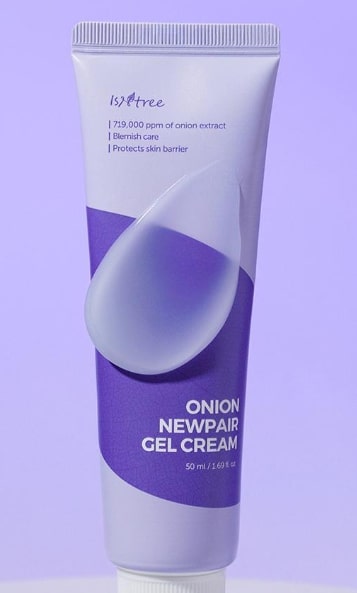 Isntree
719,000 ppm of onion extract
Blemish care
Protects skin barrier
ONION
NEWPAIR
GEL CREAM
50 ml / 1.69 fl oz